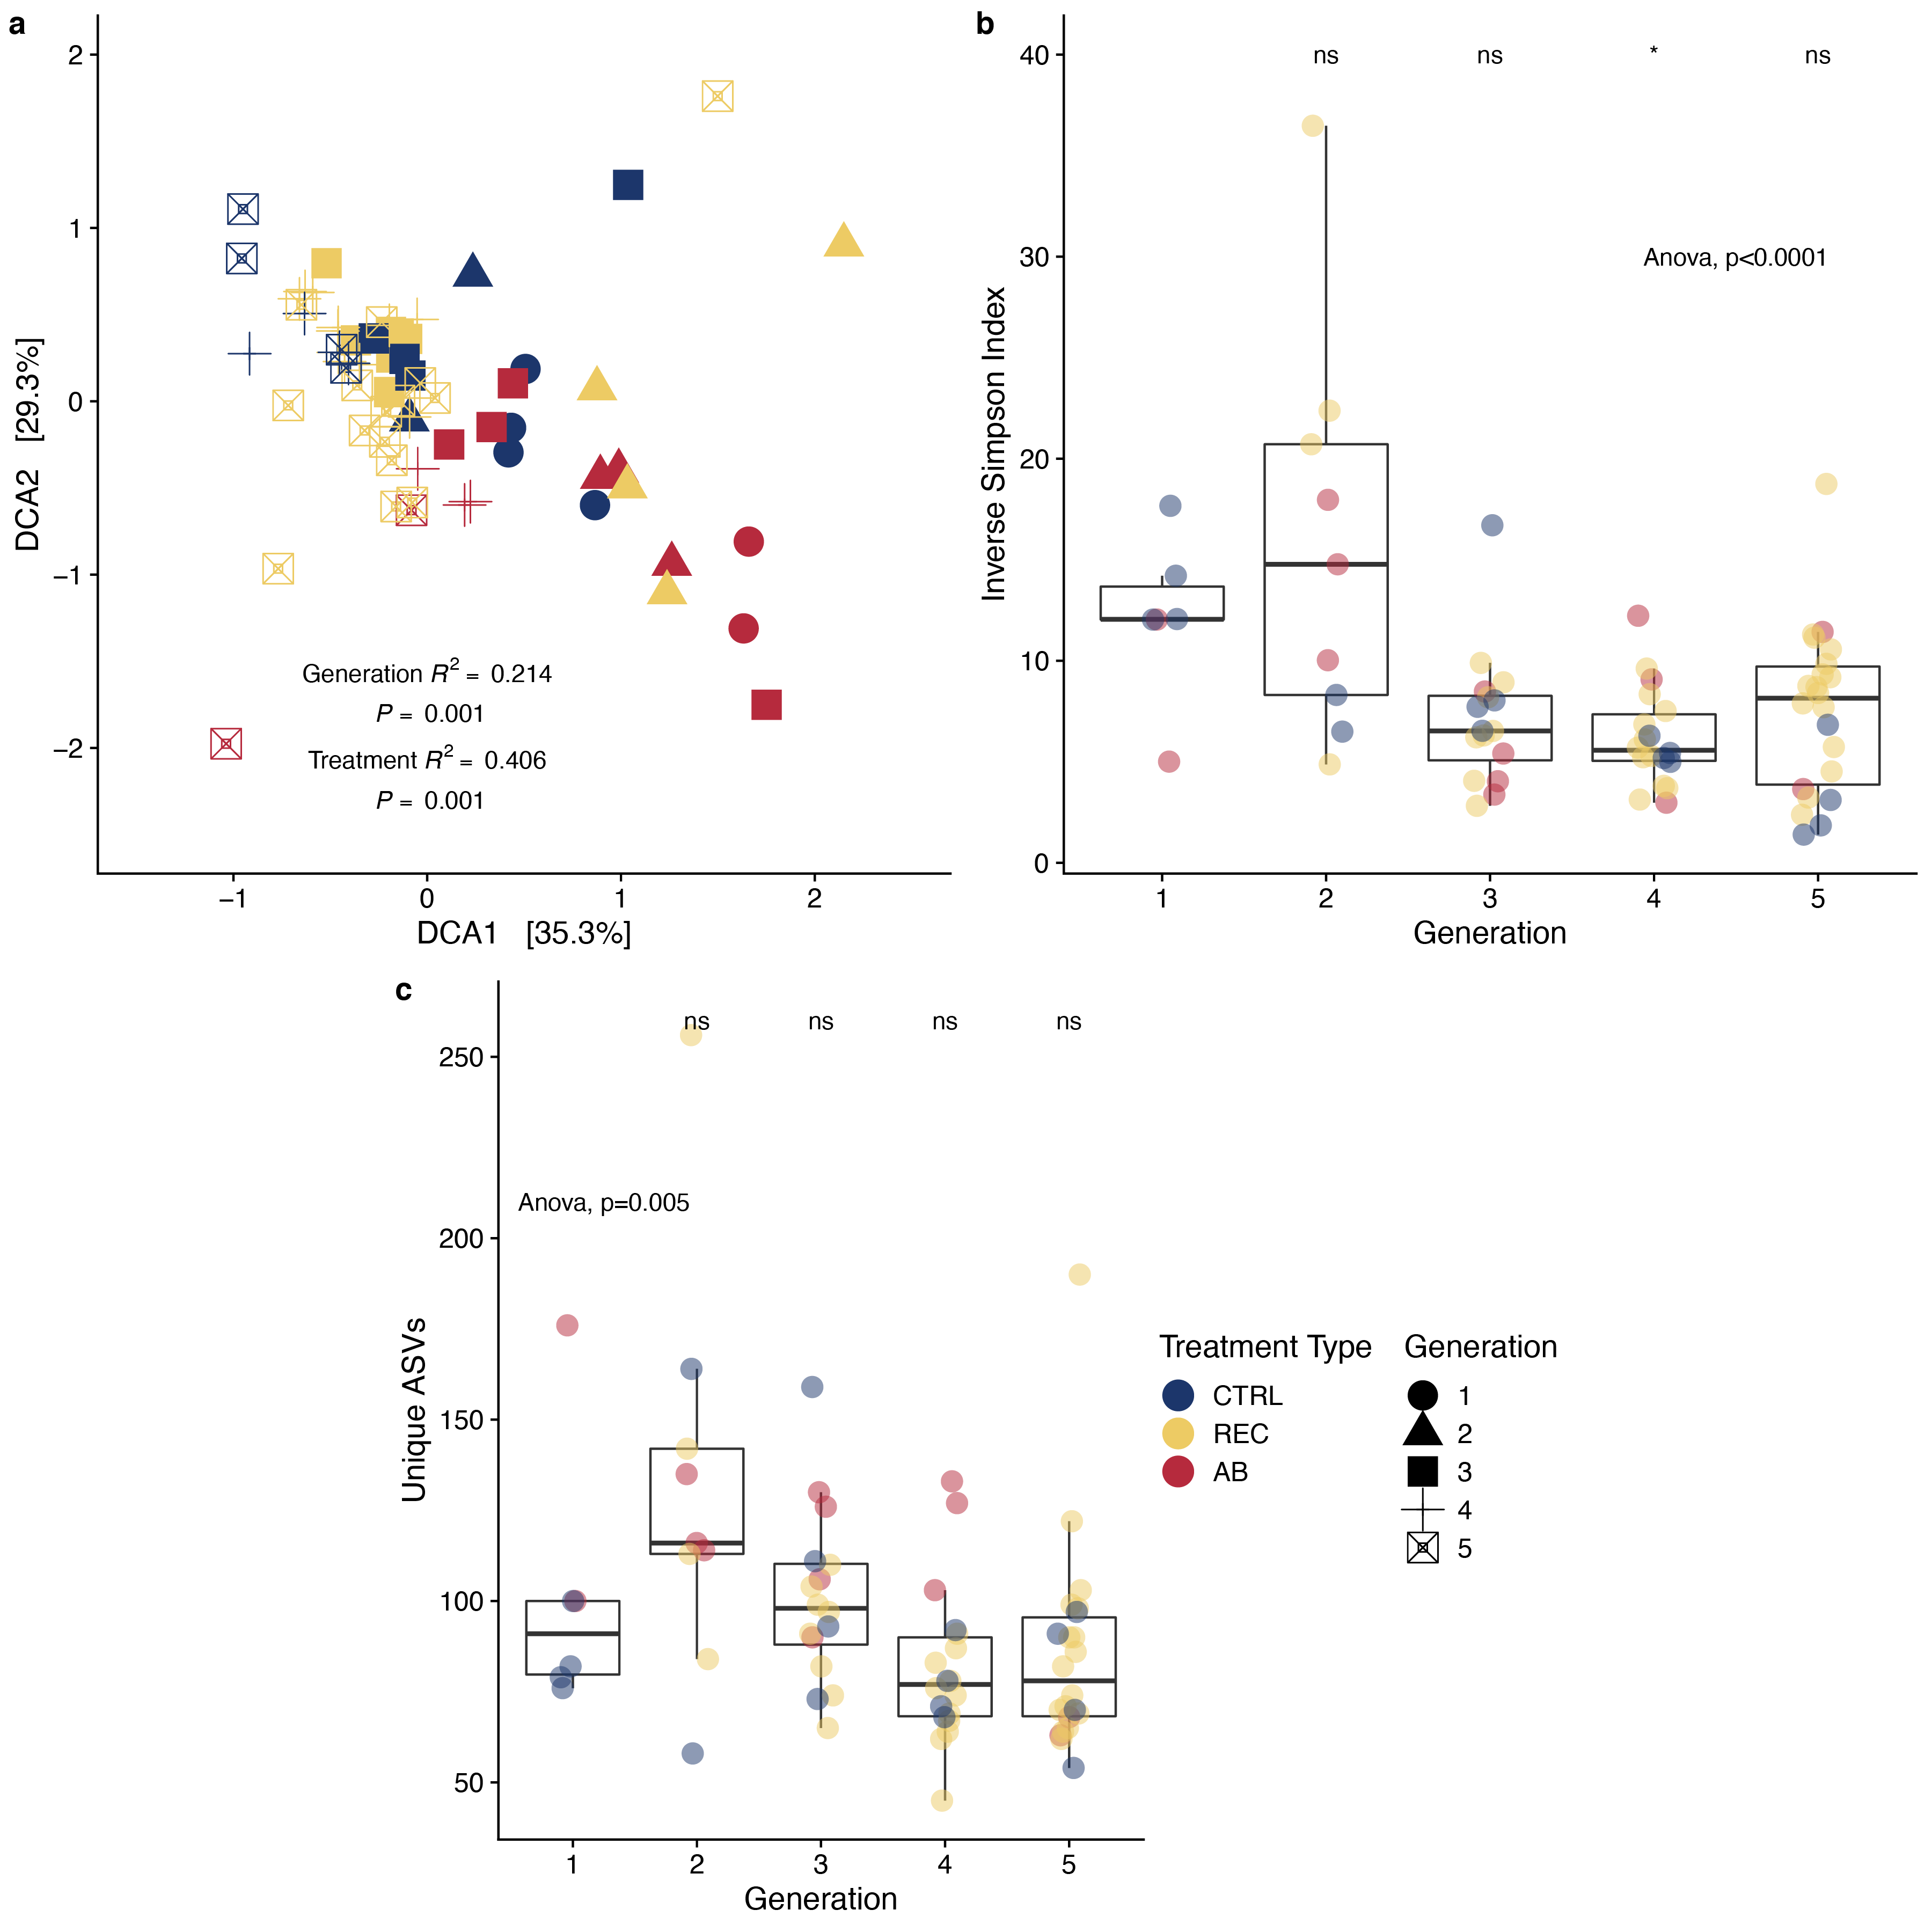 a
2
1
0
−1
−2
DCA2 [29.3%]
Generation R² = 0.214
P = 0.001
Treatment R² = 0.406
P = 0.001
−1 0 1 2
DCA1 [35.3%]
b
40
30
20
10
0
Inverse Simpson Index
ns ns * ns
Anova, p<0.0001
1 2 3 4 5
Generation
c
250
200
150
100
50
Unique ASVs
ns ns ns ns
Anova, p=0.005
1 2 3 4 5
Generation
Treatment Type
CTRL
REC
AB
Generation
1
2
3
4
5